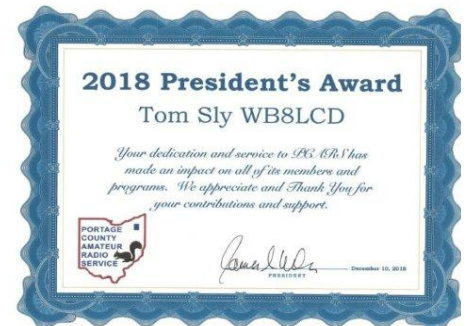 2018 President's Award
Tom Sly WB8LCD
Your dedication and service to PCARS has
made an impact on all of its members and
programs. We appreciate and Thank You for
your contributions and support.
PORTAGE
COUNTY
AMATEUR
RADIO
SERVICE
PRESIDENT
December 10, 2018